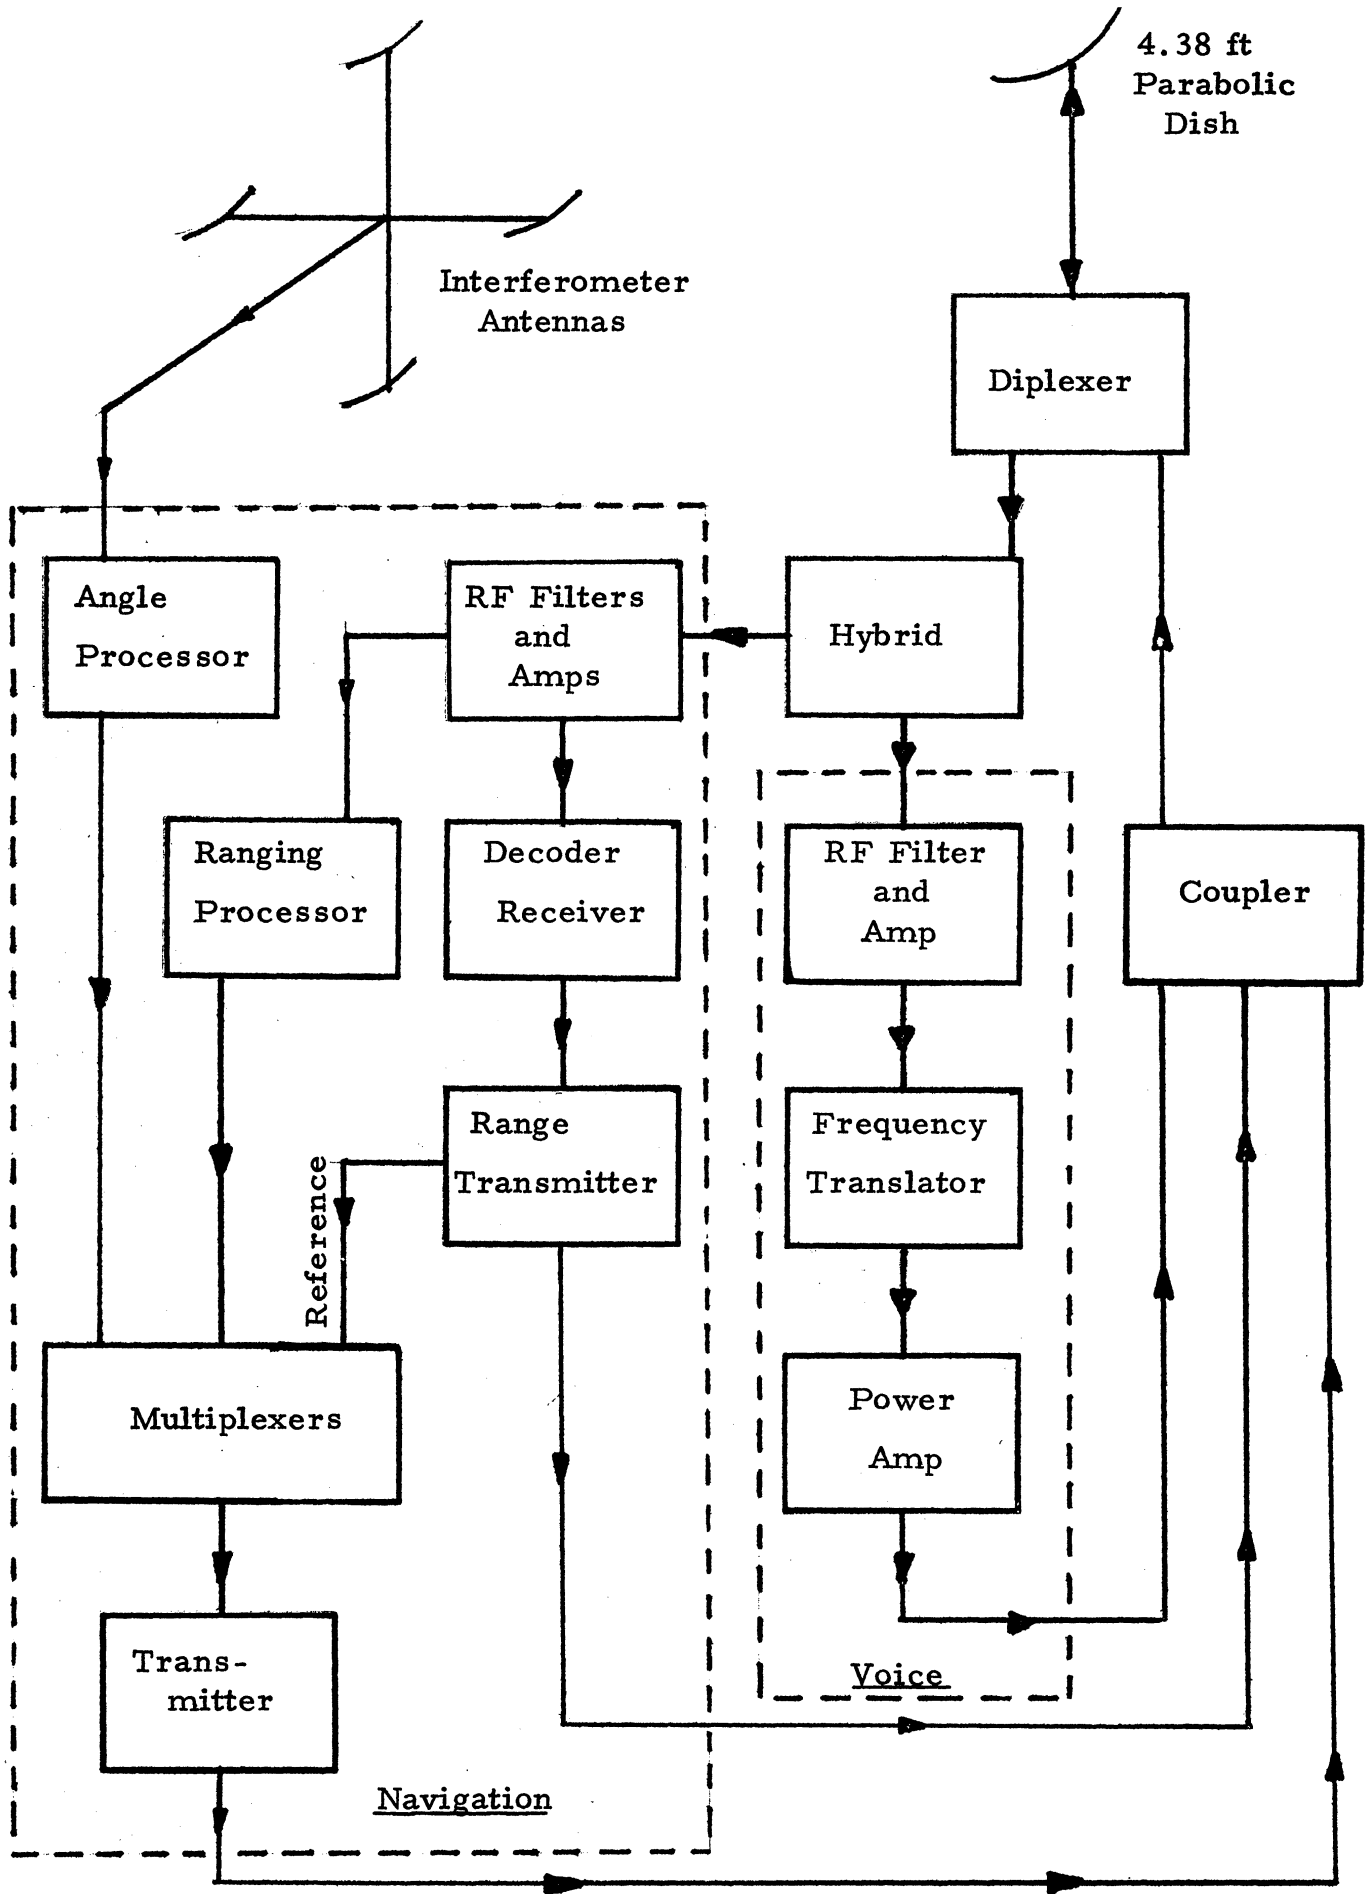 4.38 ft
Parabolic
Dish
Interferometer
Antennas
Diplexer
Angle
Processor
RF Filters
and
Amps
Hybrid
Ranging
Processor
Decoder
Receiver
RF Filter
and
Amp
Coupler
Range
Transmitter
Reference
Frequency
Translator
Multiplexers
Power
Amp
Trans-
mitter
Voice
Navigation